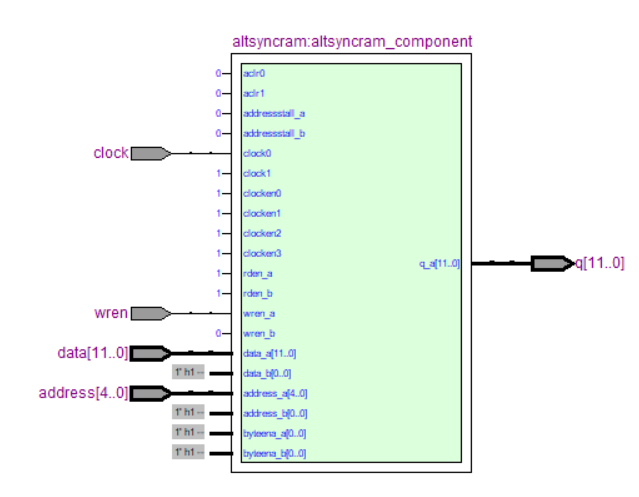 altsyncram:altsyncram_component
0 aclr0
0 aclr1
0 addressstall_a
0 addressstall_b
clock clock0
1 clock1
1 clocken0
1 clocken1
1 clocken2
1 clocken3
q_a[11..0] q[11..0]
1 rden_a
1 rden_b
wren wren_a
0 wren_b
data[11..0] data_a[11..0]
1' h1 -- data_b[0..0]
address[4..0] address_a[4..0]
1' h1 -- address_b[0..0]
1' h1 -- byteena_a[0..0]
1' h1 -- byteena_b[0..0]